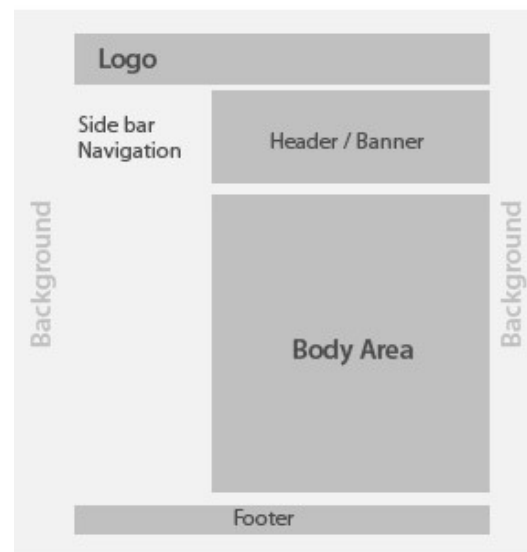 Logo
Side bar
Navigation
Header / Banner
Background
Background
Body Area
Footer